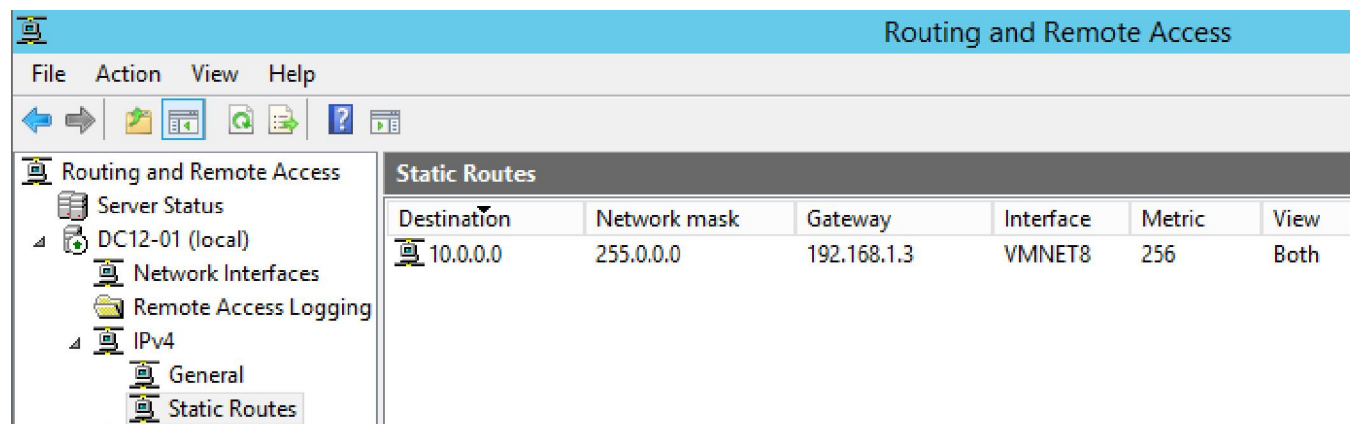 Routing and Remote Access
File Action View Help
Routing and Remote Access
Server Status
DC12-01 (local)
Network Interfaces
Remote Access Logging
IPv4
General
Static Routes
Static Routes
Destination Network mask Gateway Interface Metric View
10.0.0.0 255.0.0.0 192.168.1.3 VMNET8 256 Both